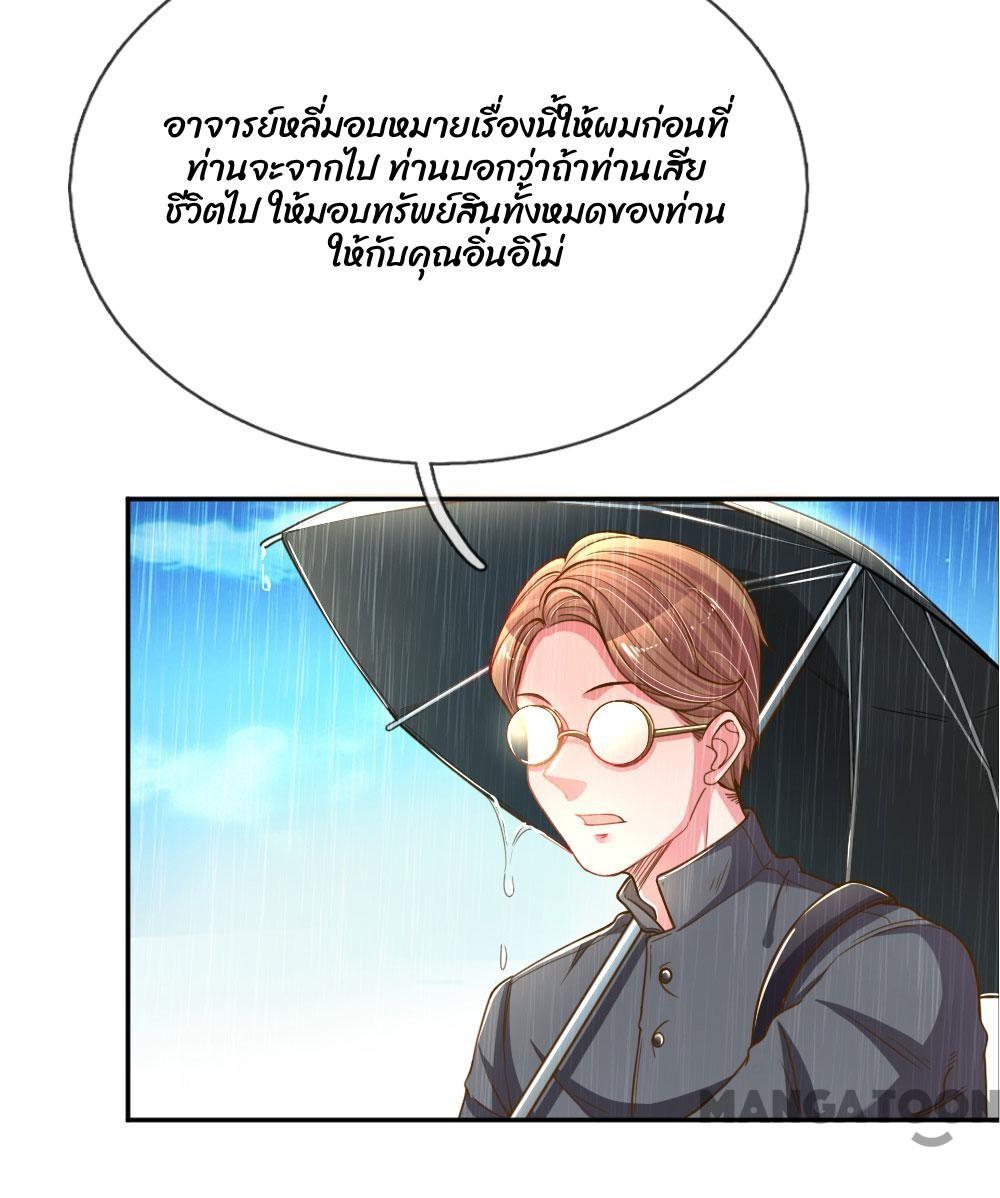 อาจารย์หลี่มอบหมายเรื่องนี้ให้ผมก่อนที่
ท่านจะจากไป ท่านบอกว่าถ้าท่านเสีย
ชีวิตไป ให้มอบทรัพย์สินทั้งหมดของท่าน
ให้กับคุณอิ่นอิโม่
MANGATOON